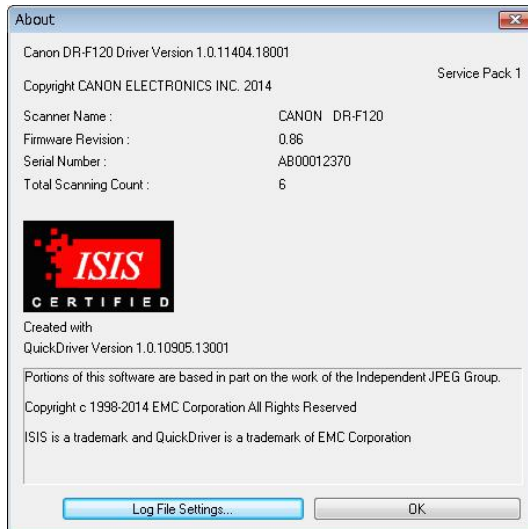 About
Canon DR-F120 Driver Version 1.0.11404.18001
Service Pack 1
Copyright CANON ELECTRONICS INC. 2014
Scanner Name : CANON DR-F120
Firmware Revision : 0.86
Serial Number : AB00012370
Total Scanning Count : 6
ISIS
CERTIFIED
Created with
QuickDriver Version 1.0.10905.13001
Portions of this software are based in part on the work of the Independent JPEG Group.
Copyright c 1998-2014 EMC Corporation All Rights Reserved
ISIS is a trademark and QuickDriver is a trademark of EMC Corporation
Log File Settings... OK